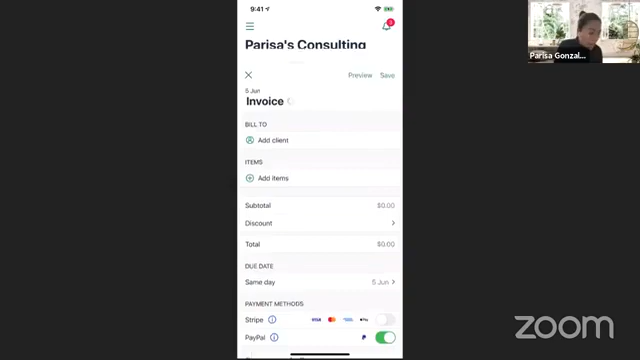 9:41
Parisa's Consulting
Preview Save
5 Jun
Invoice
BILL TO
Add client
ITEMS
Add items
Subtotal $0.00
Discount
Total $0.00
DUE DATE
Same day 5 Jun
PAYMENT METHODS
Stripe VISA
PayPal
Parisa Gonzal...
zoom